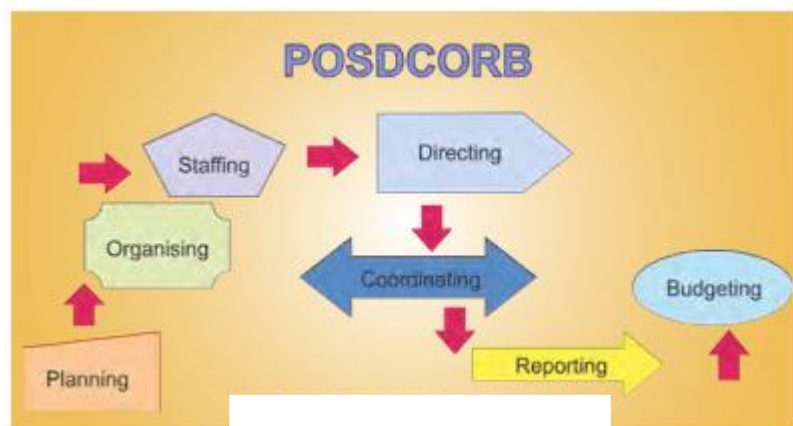 POSDCORB
Staffing
Directing
Organising
Coordinating
Budgeting
Planning
Reporting